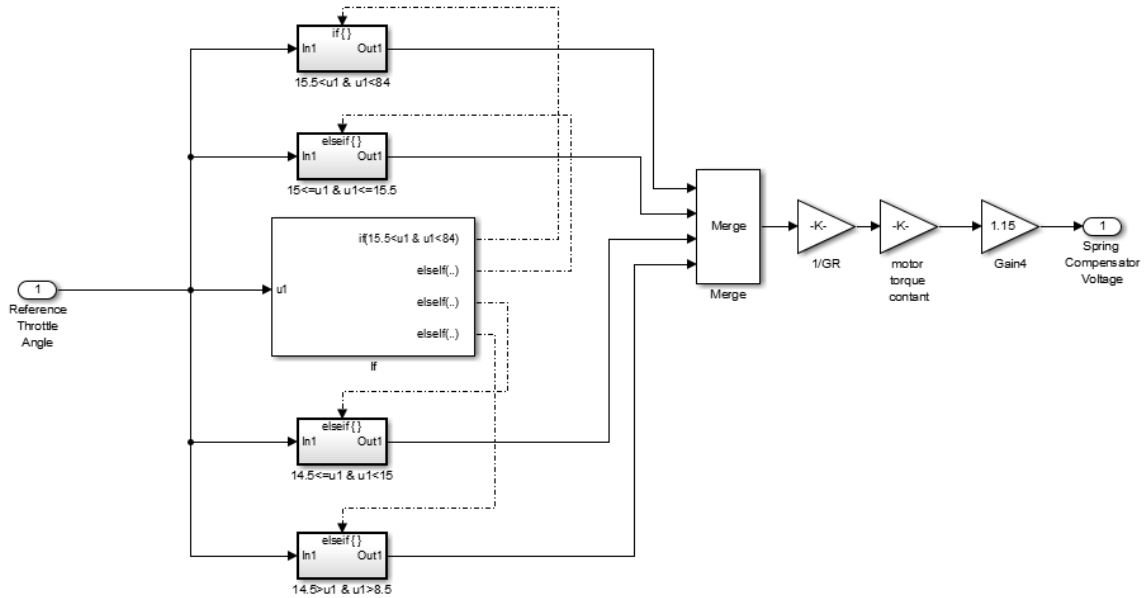 if { }
In1 Out1
15.5<u1 & u1<84
elseif { }
In1 Out1
15<=u1 & u1<=15.5
if(15.5<u1 & u1<84)
elseif(..)
u1
elseif(..)
elseif(..)
If
1
Reference
Throttle
Angle
elseif { }
In1 Out1
14.5<=u1 & u1<15
elseif { }
In1 Out1
14.5>u1 & u1>8.5
Merge
Merge
-K-
1/GR
-K-
motor
torque
contant
1.15
Gain4
1
Spring
Compensator
Voltage